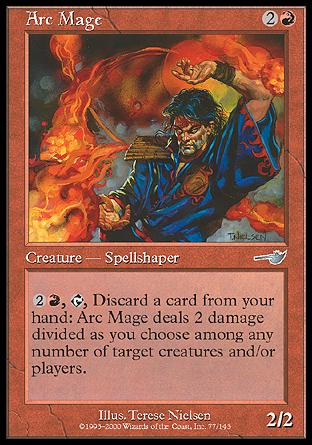 Arc Mage 2
T.NIELSEN
Creature — Spellshaper
2, , Discard a card from your
hand: Arc Mage deals 2 damage
divided as you choose among any
number of target creatures and/or
players.
2/2
Illus. Terese Nielsen
©1993-2000 Wizards of the Coast, Inc. 77/143